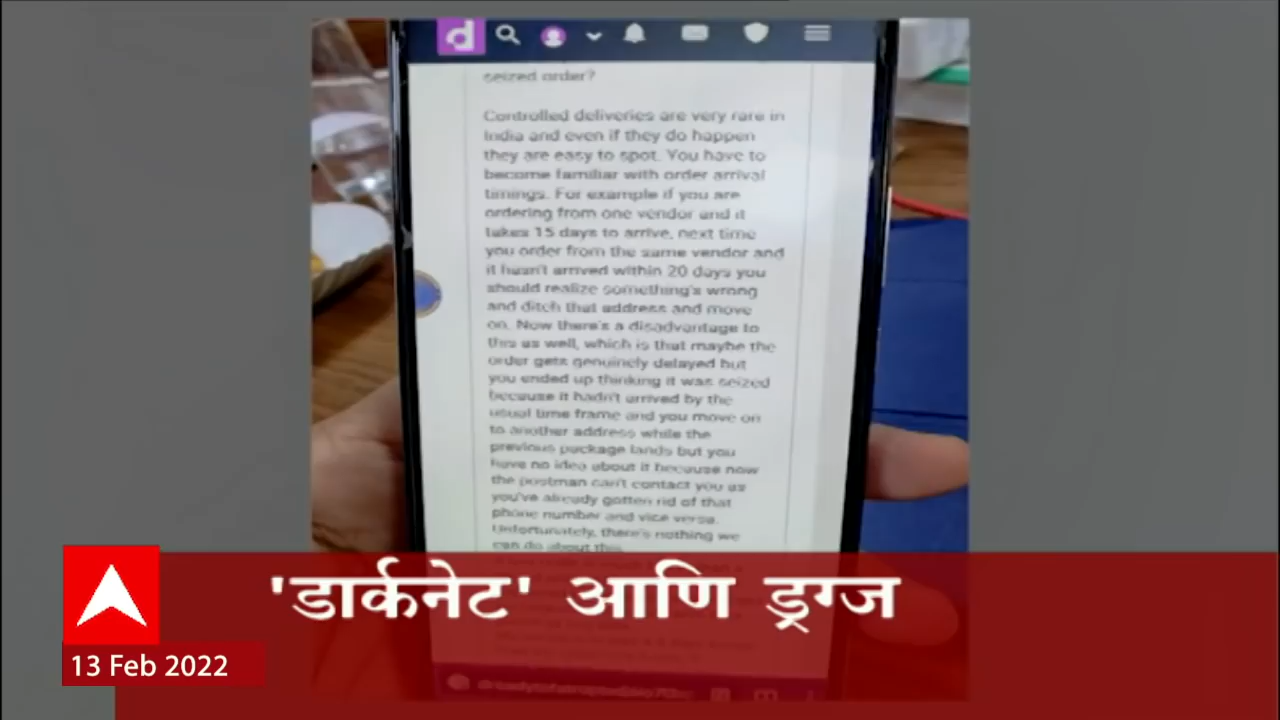 d
seized order?
Controlled deliveries are very rare in
India and even if they do happen
they are easy to spot. You have to
become familiar with order arrival
timings. For example if you are
ordering from one vendor and it
takes 15 days to arrive, next time
you order from the same vendor and
it hasn't arrived within 20 days you
should realize something's wrong
and ditch that address and move
on. Now there's a disadvantage to
this as well, which is that maybe the
order gets genuinely delayed but
you ended up thinking it was seized
because it hadn't arrived by the
usual time frame and you move on
to another address while the
previous package lands but you
have no idea about it because now
the postman can't contact you as
you've already gotten rid of that
phone number and vice versa.
Unfortunately, there's nothing we
can do about this.
'डार्कनेट' आणि ड्रग्ज
13 Feb 2022